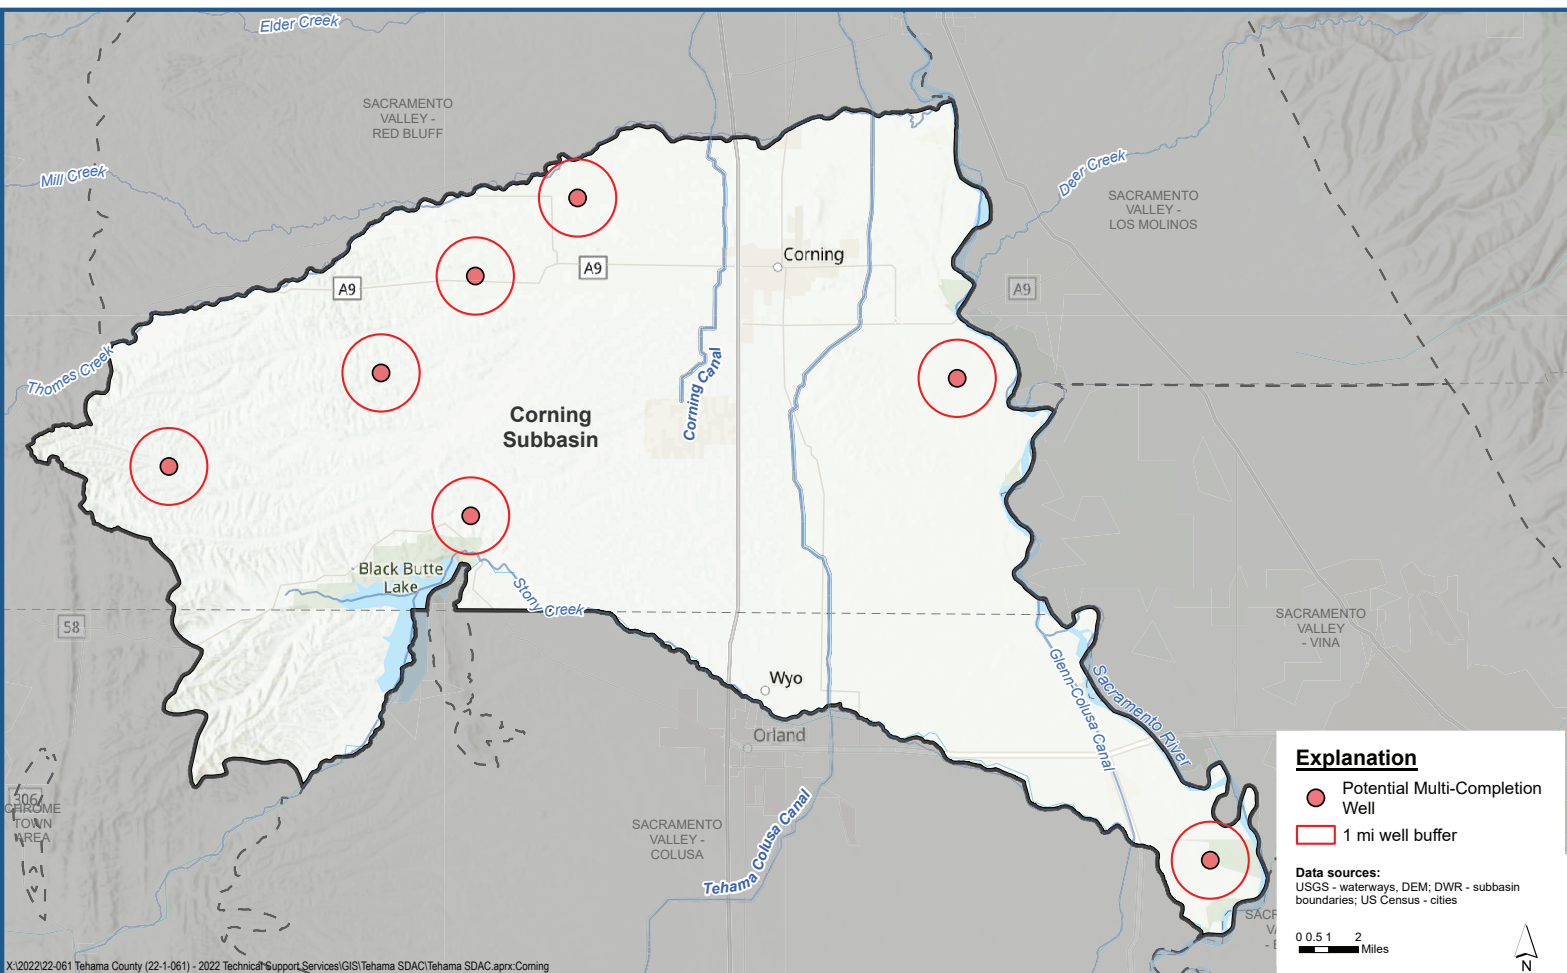 Elder Creek
SACRAMENTO
VALLEY -
RED BLUFF
Mill Creek
Deer Creek
SACRAMENTO
VALLEY -
LOS MOLINOS
Corning
A9
A9
A9
Thomes Creek
Corning Canal
Corning
Subbasin
Black Butte
Lake
Stony Creek
58
SACRAMENTO
VALLEY
- VINA
Glenn-Colusa Canal
Sacramento River
Wyo
Orland
306
CHROME
TOWN
AREA
SACRAMENTO
VALLEY -
COLUSA
Tehama Colusa Canal
Explanation
Potential Multi-Completion
Well
1 mi well buffer
Data sources:
USGS - waterways, DEM; DWR - subbasin
boundaries; US Census - cities
0 0.5 1 2
Miles
N
X:\2022\22-061 Tehama County (22-1-061) - 2022 Technical Support Services\GIS\Tehama SDAC\Tehama SDAC.aprx:Corning